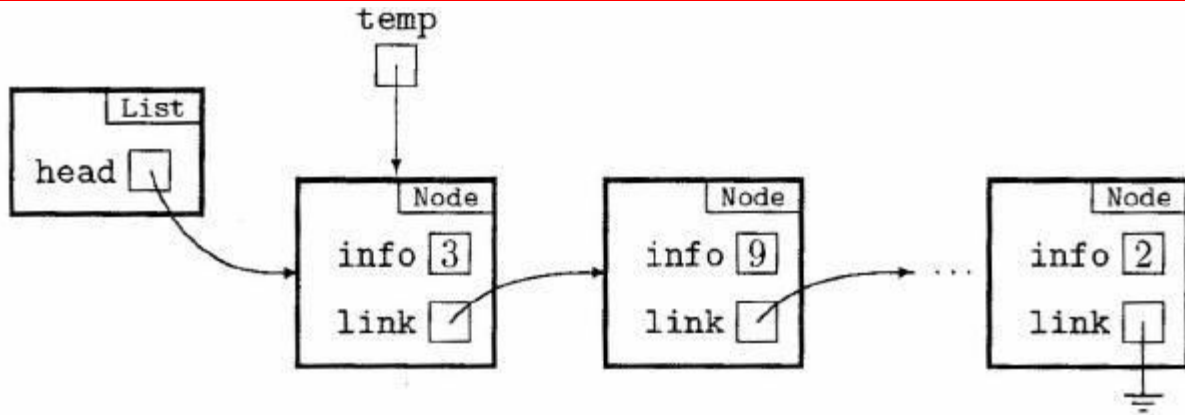 temp
List
head
Node Node Node
info 3 info 9 ... info 2
link link link